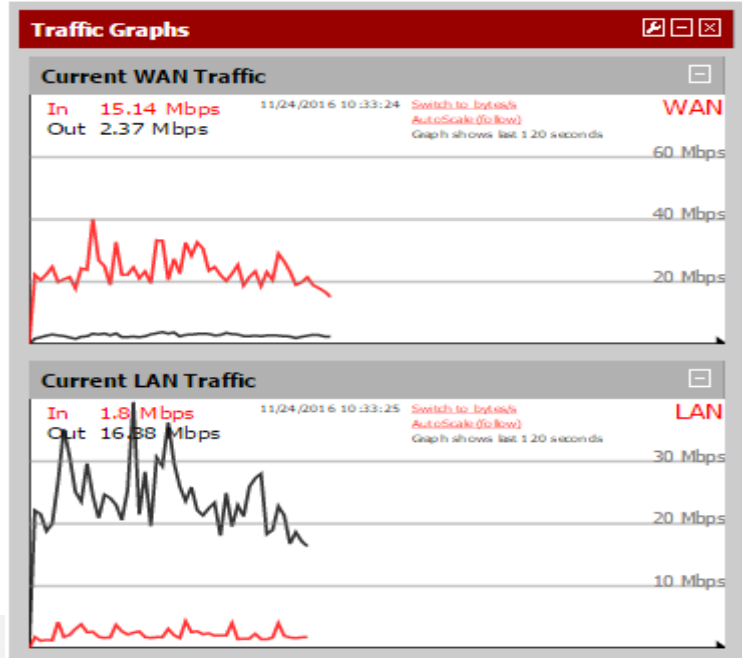 Traffic Graphs
Current WAN Traffic
In 15.14 Mbps 11/24/2016 10:33:24 Switch to bytes/s WAN
AutoScale (follow)
Out 2.37 Mbps Graph shows last 120 seconds
60 Mbps
40 Mbps
20 Mbps
Current LAN Traffic
In 1.8 Mbps 11/24/2016 10:33:25 Switch to bytes/s LAN
AutoScale (follow)
Out 16.38 Mbps Graph shows last 120 seconds
30 Mbps
20 Mbps
10 Mbps